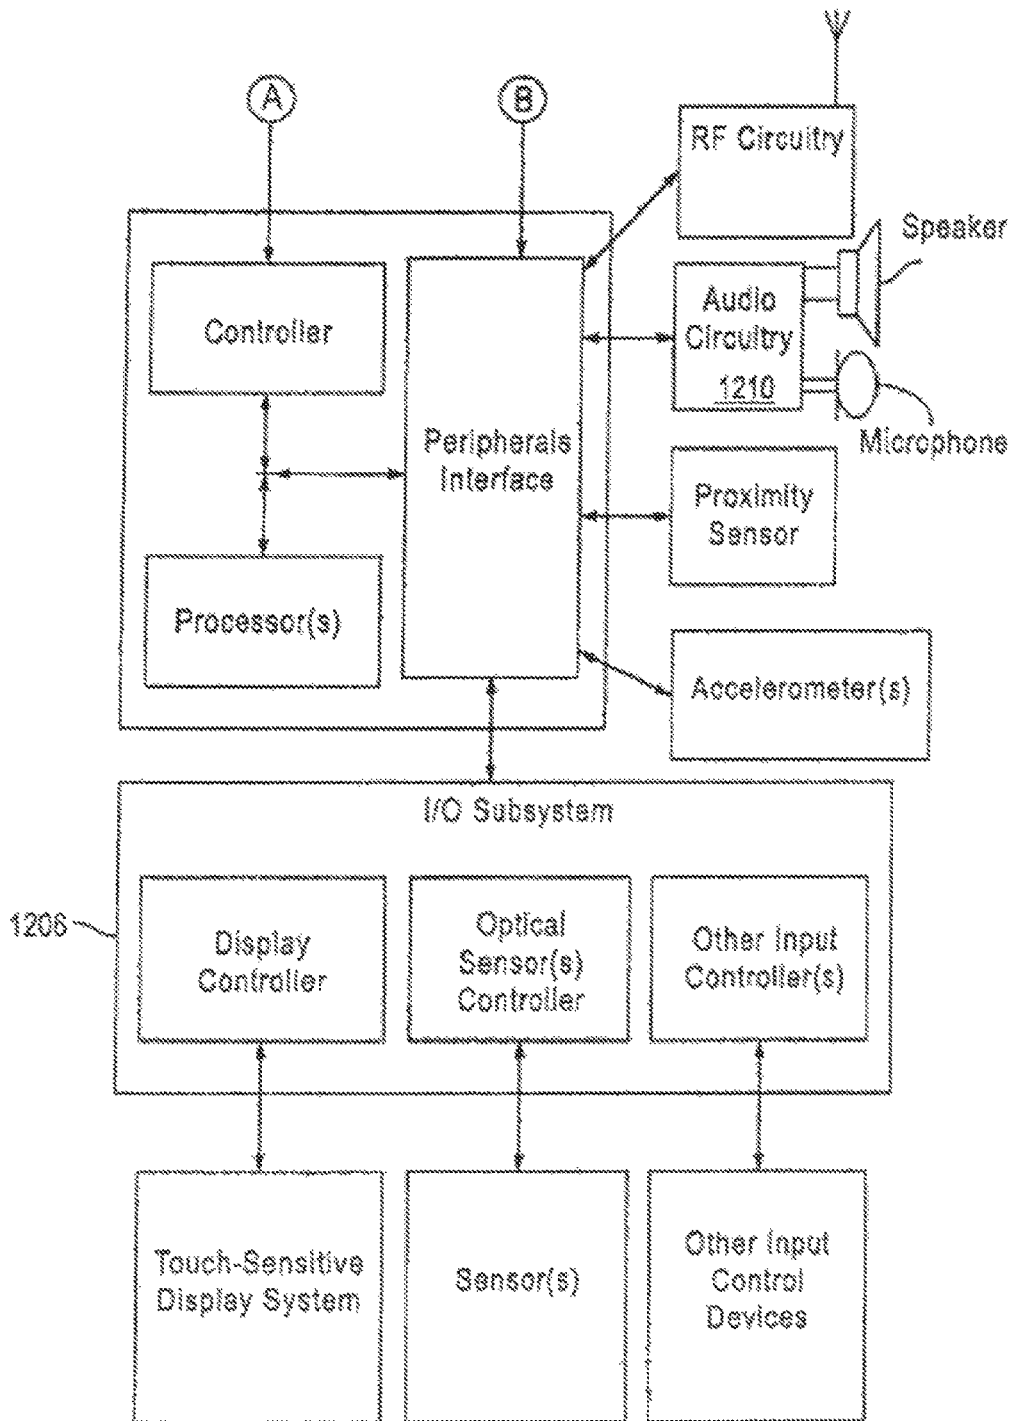 A
B
RF Circuitry
Speaker
Controller
Audio
Circuitry
1210
Microphone
Peripherals
Interface
Proximity
Sensor
Processor(s)
Accelerometer(s)
I/O Subsystem
1206
Display
Controller
Optical
Sensor(s)
Controller
Other Input
Controller(s)
Touch-Sensitive
Display System
Sensor(s)
Other Input
Control
Devices